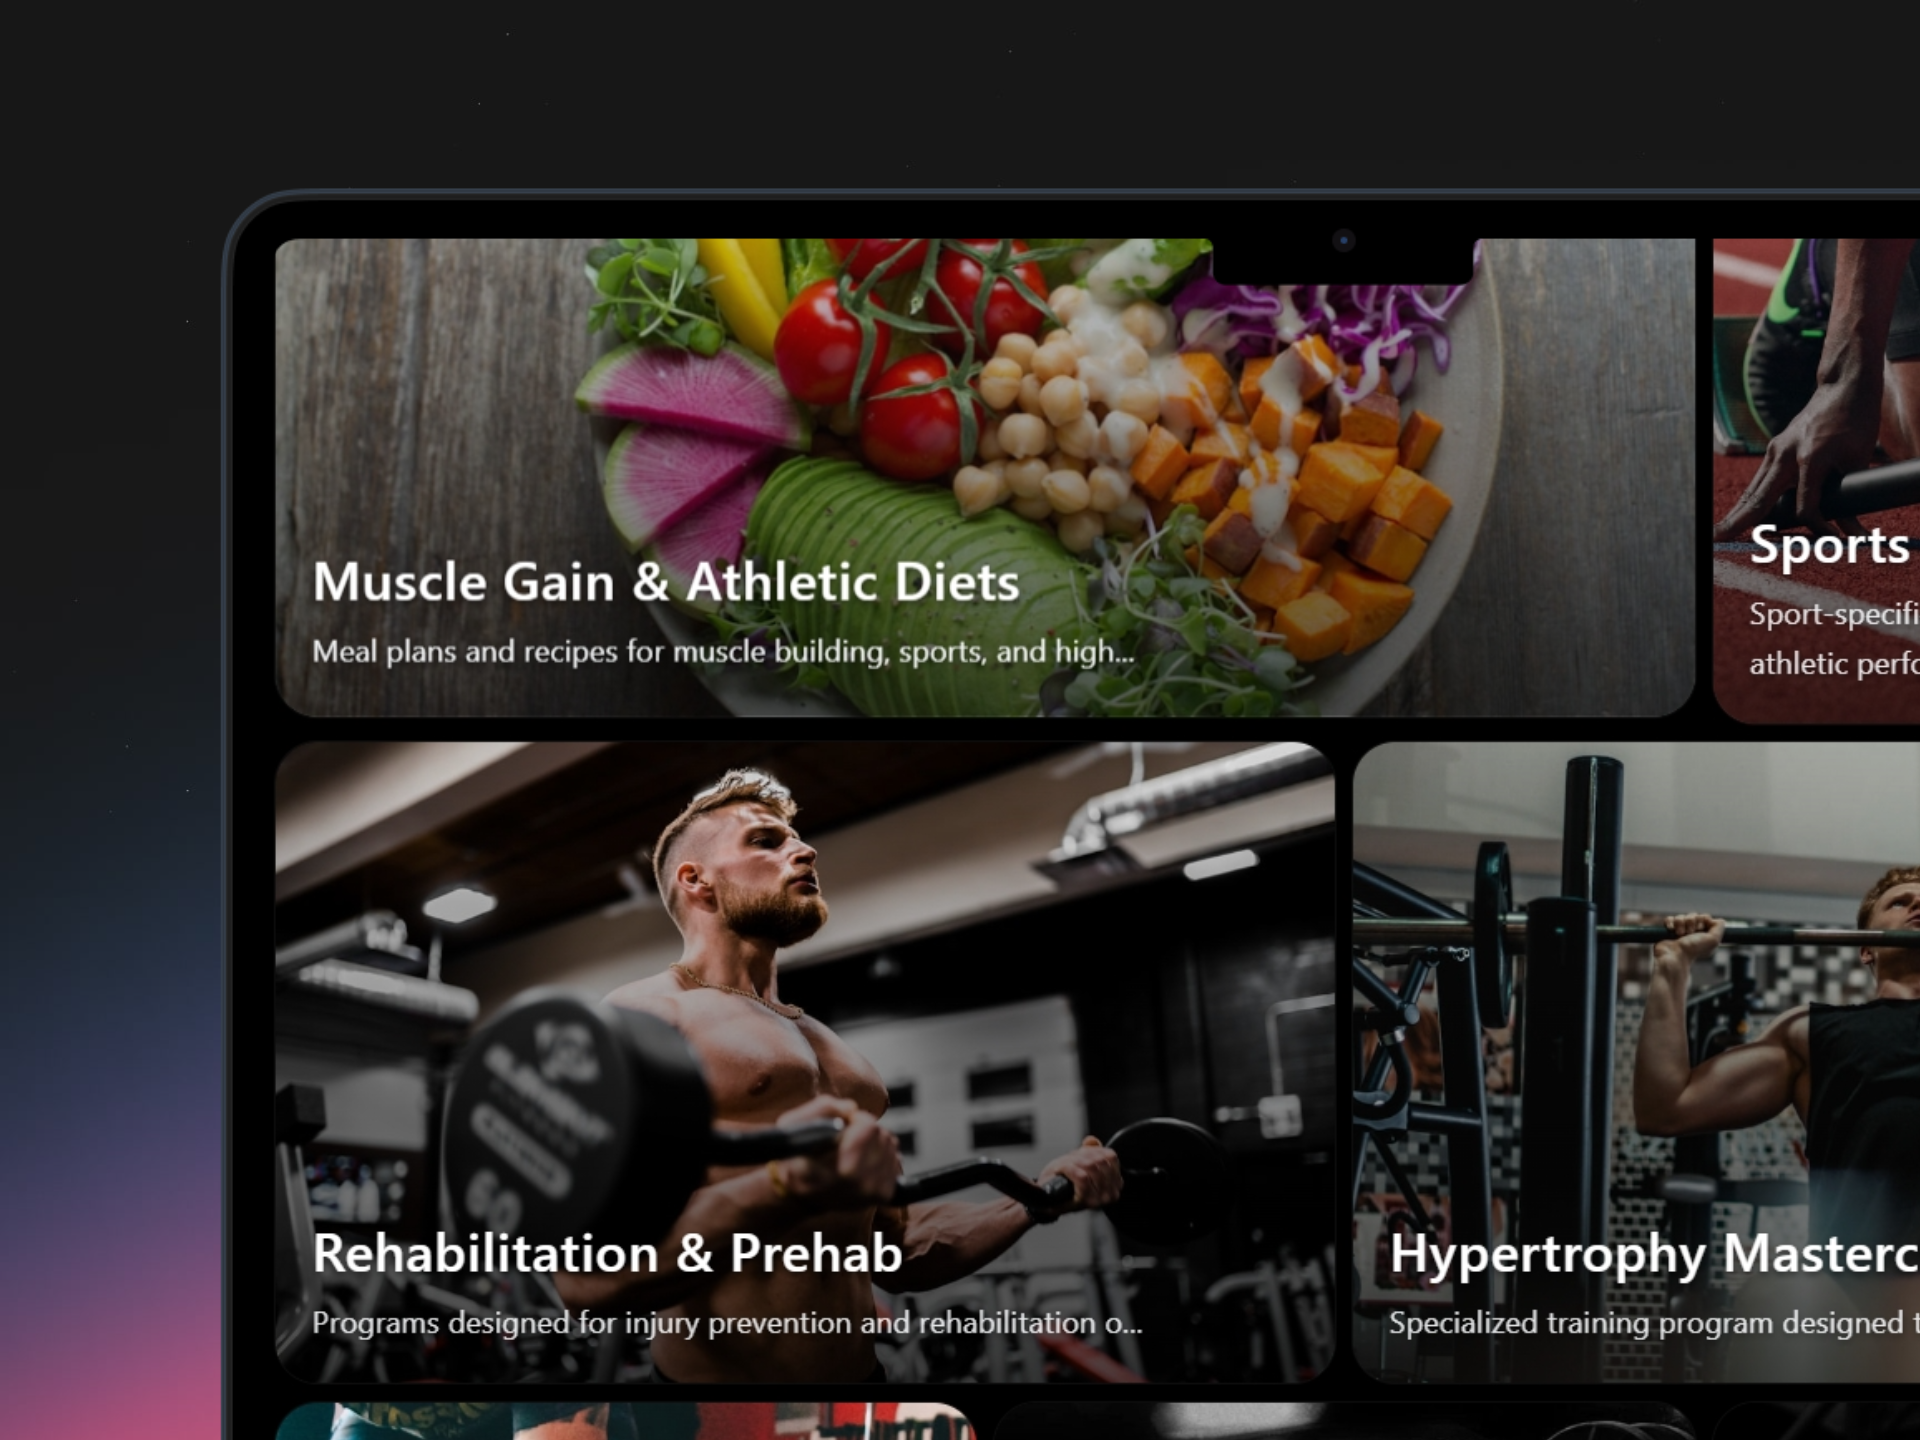 Muscle Gain & Athletic Diets
Meal plans and recipes for muscle building, sports, and high...
Sports
Sport-specifi
athletic perfo
60
Rehabilitation & Prehab
Programs designed for injury prevention and rehabilitation o...
Hypertrophy Masterc
Specialized training program designed t